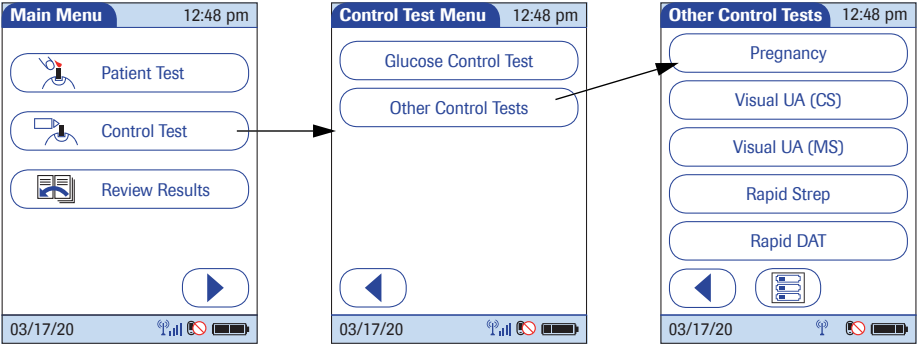 Main Menu 12:48 pm
Patient Test
Control Test
Review Results
03/17/20
Control Test Menu 12:48 pm
Glucose Control Test
Other Control Tests
03/17/20
Other Control Tests 12:48 pm
Pregnancy
Visual UA (CS)
Visual UA (MS)
Rapid Strep
Rapid DAT
03/17/20